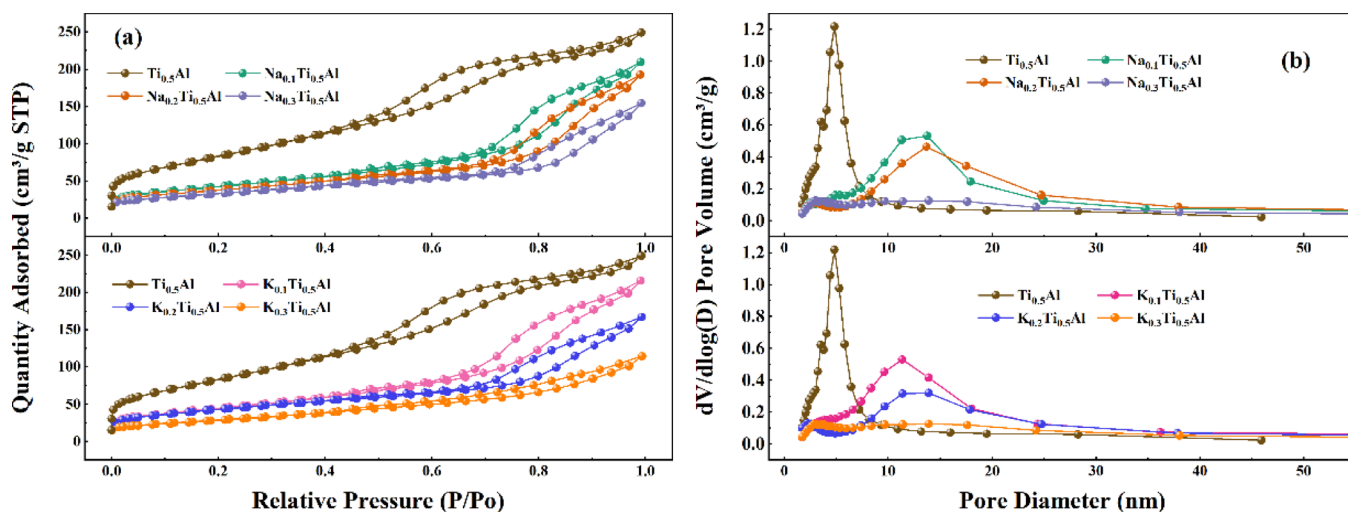 (a)
Quantity Adsorbed (cm³/g STP)
250
200
150
100
50
0
Ti₀.₅Al
Na₀.₁Ti₀.₅Al
Na₀.₂Ti₀.₅Al
Na₀.₃Ti₀.₅Al
0.0 0.2 0.4 0.6 0.8 1.0
250
200
150
100
50
0
Ti₀.₅Al
K₀.₁Ti₀.₅Al
K₀.₂Ti₀.₅Al
K₀.₃Ti₀.₅Al
0.0 0.2 0.4 0.6 0.8 1.0
Relative Pressure (P/Po)
(b)
dV/dlog(D) Pore Volume (cm³/g)
1.2
1.0
0.8
0.6
0.4
0.2
0.0
Ti₀.₅Al
Na₀.₁Ti₀.₅Al
Na₀.₂Ti₀.₅Al
Na₀.₃Ti₀.₅Al
0 10 20 30 40 50
1.2
1.0
0.8
0.6
0.4
0.2
0.0
Ti₀.₅Al
K₀.₁Ti₀.₅Al
K₀.₂Ti₀.₅Al
K₀.₃Ti₀.₅Al
0 10 20 30 40 50
Pore Diameter (nm)